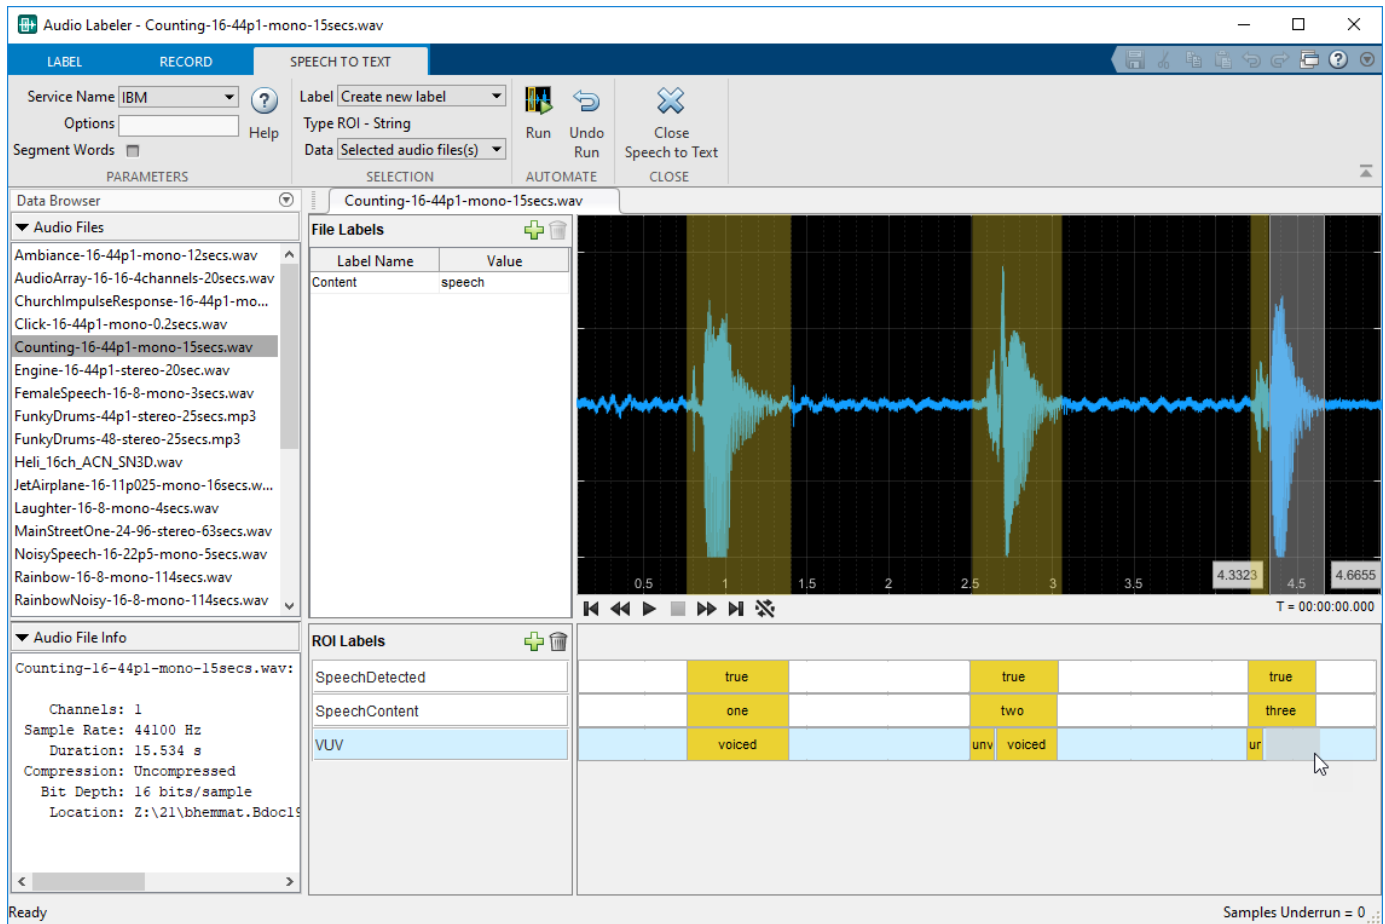 Audio Labeler - Counting-16-44p1-mono-15secs.wav
LABEL RECORD SPEECH TO TEXT
Service Name IBM
Options
Segment Words
Help
PARAMETERS
Label Create new label
Type ROI - String
Data Selected audio files(s)
SELECTION
Run
Undo Run
AUTOMATE
Close
Speech to Text
CLOSE
Data Browser
Audio Files
Ambiance-16-44p1-mono-12secs.wav
AudioArray-16-16-4channels-20secs.wav
ChurchImpulseResponse-16-44p1-mo...
Click-16-44p1-mono-0.2secs.wav
Counting-16-44p1-mono-15secs.wav
Engine-16-44p1-stereo-20sec.wav
FemaleSpeech-16-8-mono-3secs.wav
FunkyDrums-44p1-stereo-25secs.mp3
FunkyDrums-48-stereo-25secs.mp3
Heli_16ch_ACN_SN3D.wav
JetAirplane-16-11p025-mono-16secs.w...
Laughter-16-8-mono-4secs.wav
MainStreetOne-24-96-stereo-63secs.wav
NoisySpeech-16-22p5-mono-5secs.wav
Rainbow-16-8-mono-114secs.wav
RainbowNoisy-16-8-mono-114secs.wav
Audio File Info
Counting-16-44p1-mono-15secs.wav:
Channels: 1
Sample Rate: 44100 Hz
Duration: 15.534 s
Compression: Uncompressed
Bit Depth: 16 bits/sample
Location: Z:\21\bhemmat.Bdoc19
Counting-16-44p1-mono-15secs.wav
File Labels
Label Name Value
Content speech
0.5 1 1.5 2 2.5 3 3.5 4.3323 4.5 4.6655
T = 00:00:00.000
ROI Labels
SpeechDetected true true true
SpeechContent one two three
VUV voiced unv voiced ur
Ready
Samples Underrun = 0